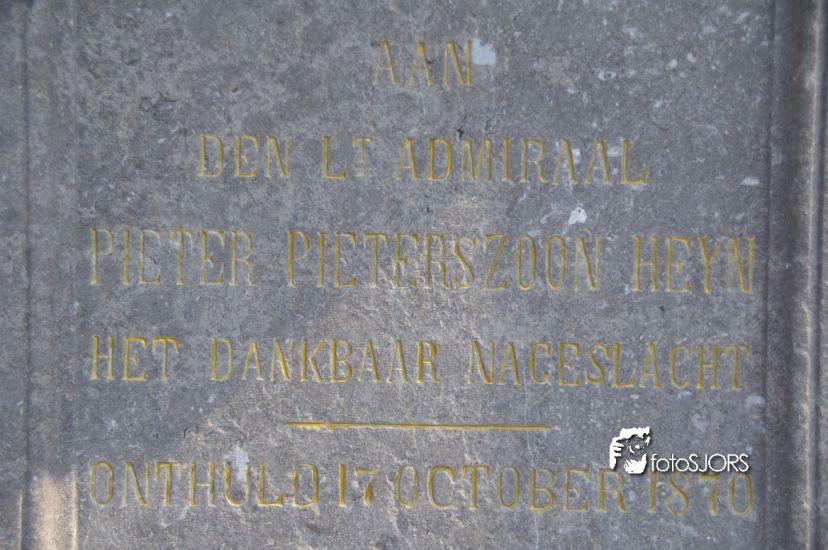 AAN
DEN LT ADMIRAAL
PIETER PIETERSZOON HEYN
HET DANKBAAR NAGESLACHT
ONTHULD 17 OCTOBER 1870
fotoSJORS